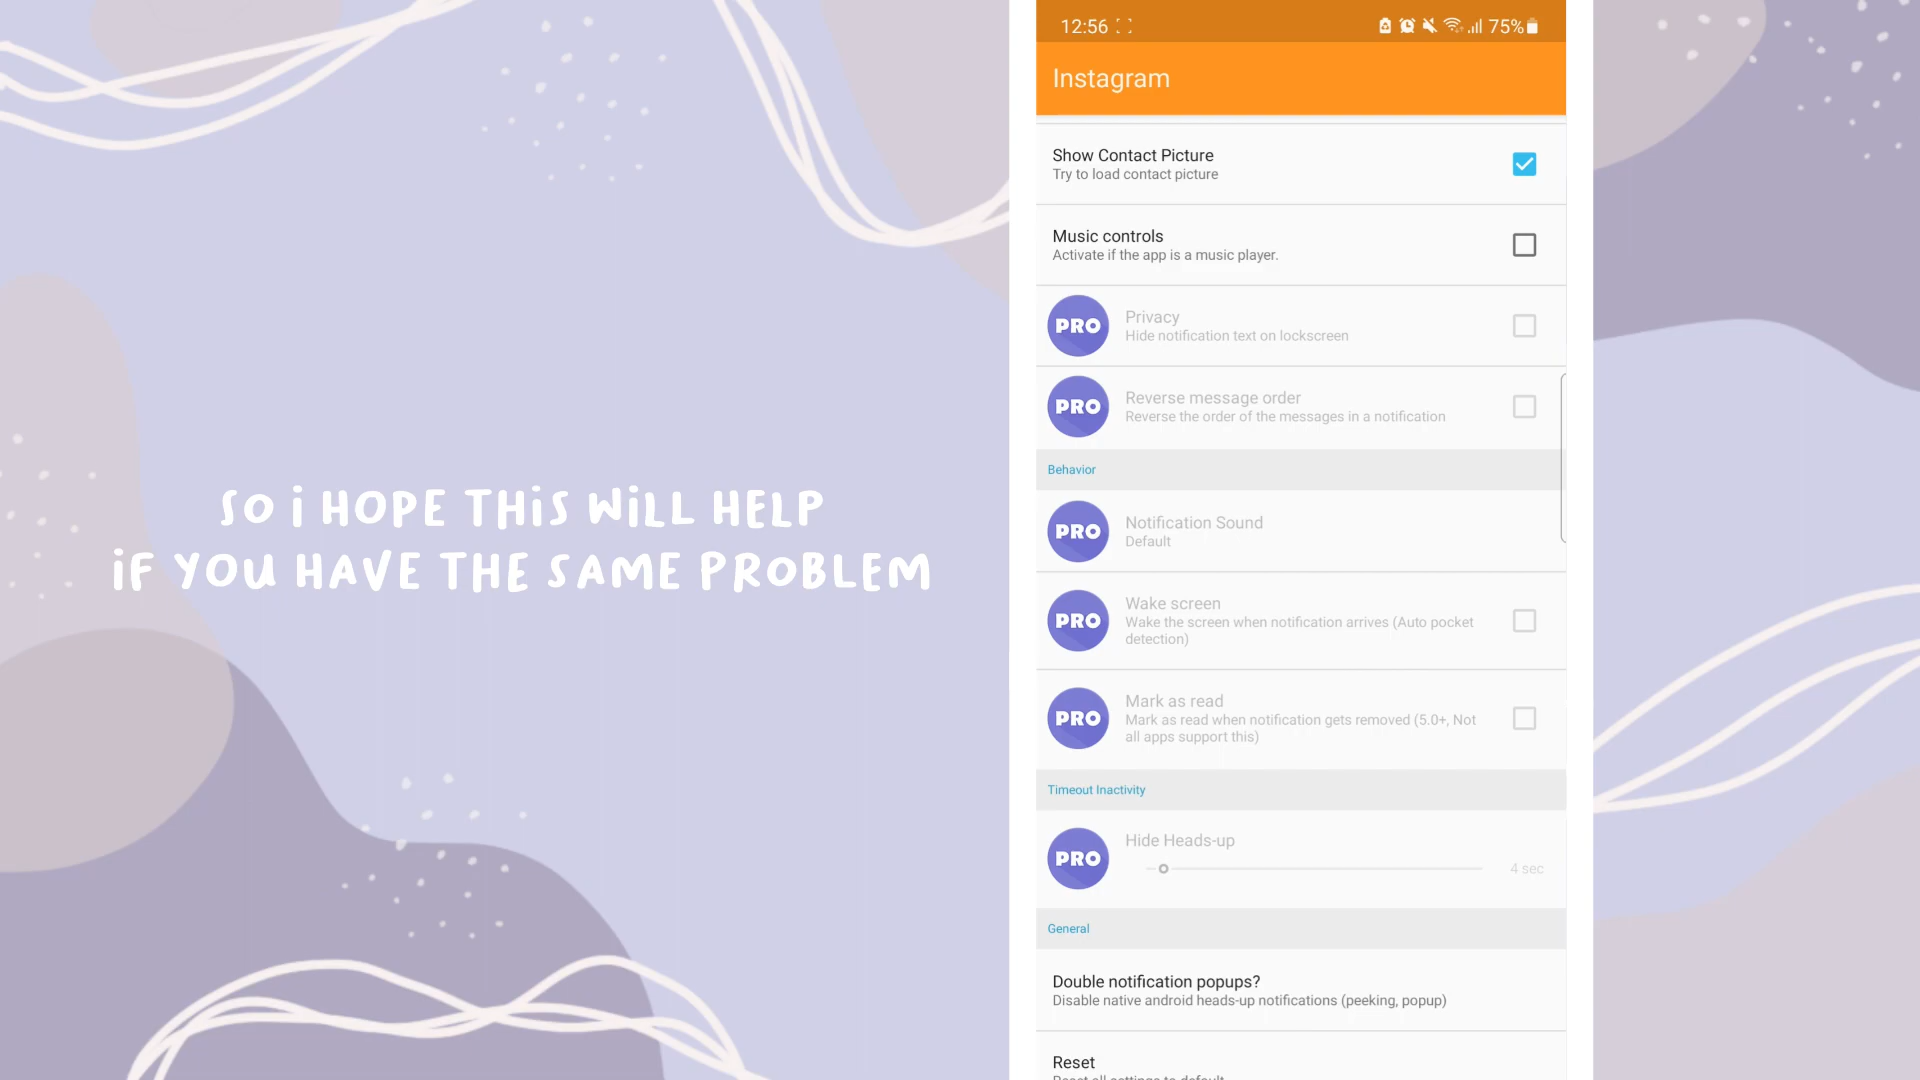 SO i HOPE THiS WiLL HELP
iF YOU HAVE THE SAME PROBLEM
12:56
75%
Instagram
Show Contact Picture
Try to load contact picture
Music controls
Activate if the app is a music player.
PRO
Privacy
Hide notification text on lockscreen
PRO
Reverse message order
Reverse the order of the messages in a notification
Behavior
PRO
Notification Sound
Default
PRO
Wake screen
Wake the screen when notification arrives (Auto pocket
detection)
PRO
Mark as read
Mark as read when notification gets removed (5.0+, Not
all apps support this)
Timeout Inactivity
PRO
Hide Heads-up
4 sec
General
Double notification popups?
Disable native android heads-up notifications (peeking, popup)
Reset
Reset all settings to default